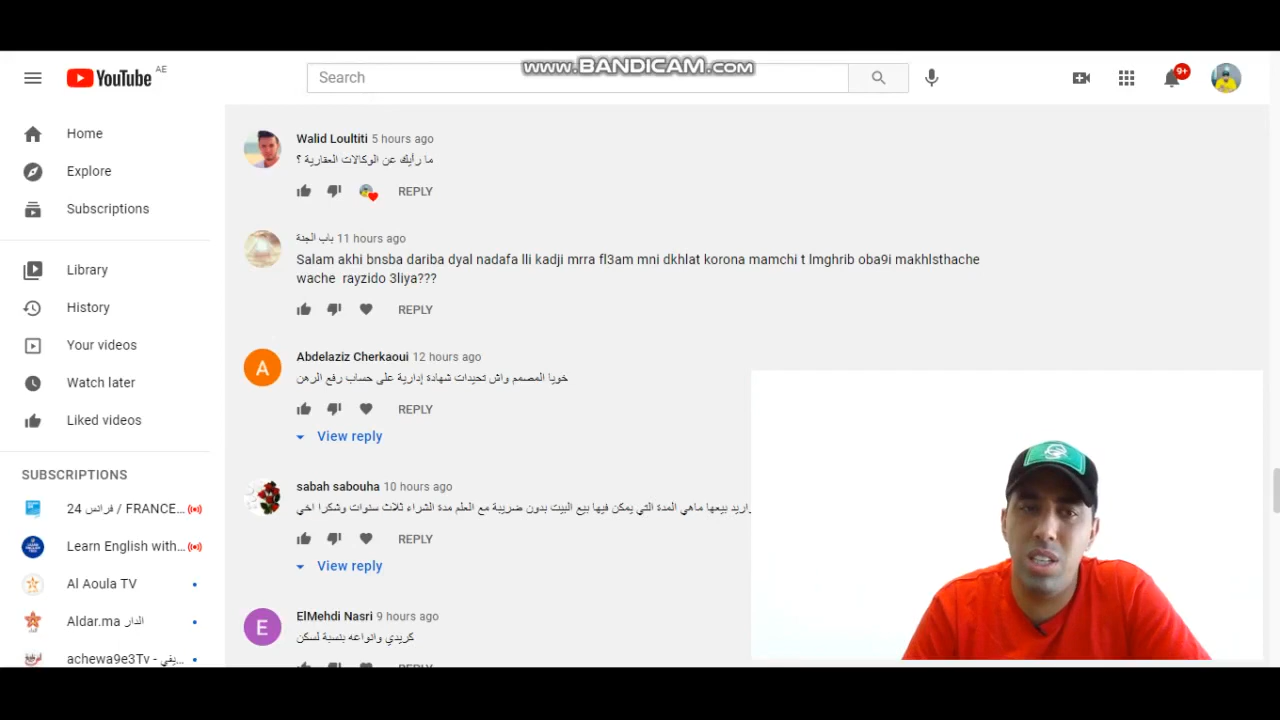 www.BANDICAM.com
YouTube AE
Search
9+
Home
Explore
Subscriptions
Library
History
Your videos
Watch later
Liked videos
SUBSCRIPTIONS
فرانس 24 / FRANCE...
Learn English with...
Al Aoula TV
Aldar.ma الدار
achewa9e3Tv - يفي...
Walid Loultiti 5 hours ago
ما رأيك عن الوكالات العقارية ؟
REPLY
باب الجنة 11 hours ago
Salam akhi bnsba dariba dyal nadafa lli kadji mrra fl3am mni dkhlat korona mamchi t lmghrib oba9i makhlsthache
wache rayzido 3liya???
REPLY
Abdelaziz Cherkaoui 12 hours ago
خويا المصمم واش تحيدات شهادة إدارية على حساب رفع الرهن
REPLY
View reply
sabah sabouha 10 hours ago
زاريد بيعها ماهي المدة التي يمكن فيها بيع البيت بدون ضريبة مع العلم مدة الشراء ثلاث سنوات وشكرا اخي
REPLY
View reply
E
ElMehdi Nasri 9 hours ago
كريدي وانواعه بنسبة لسكن
A